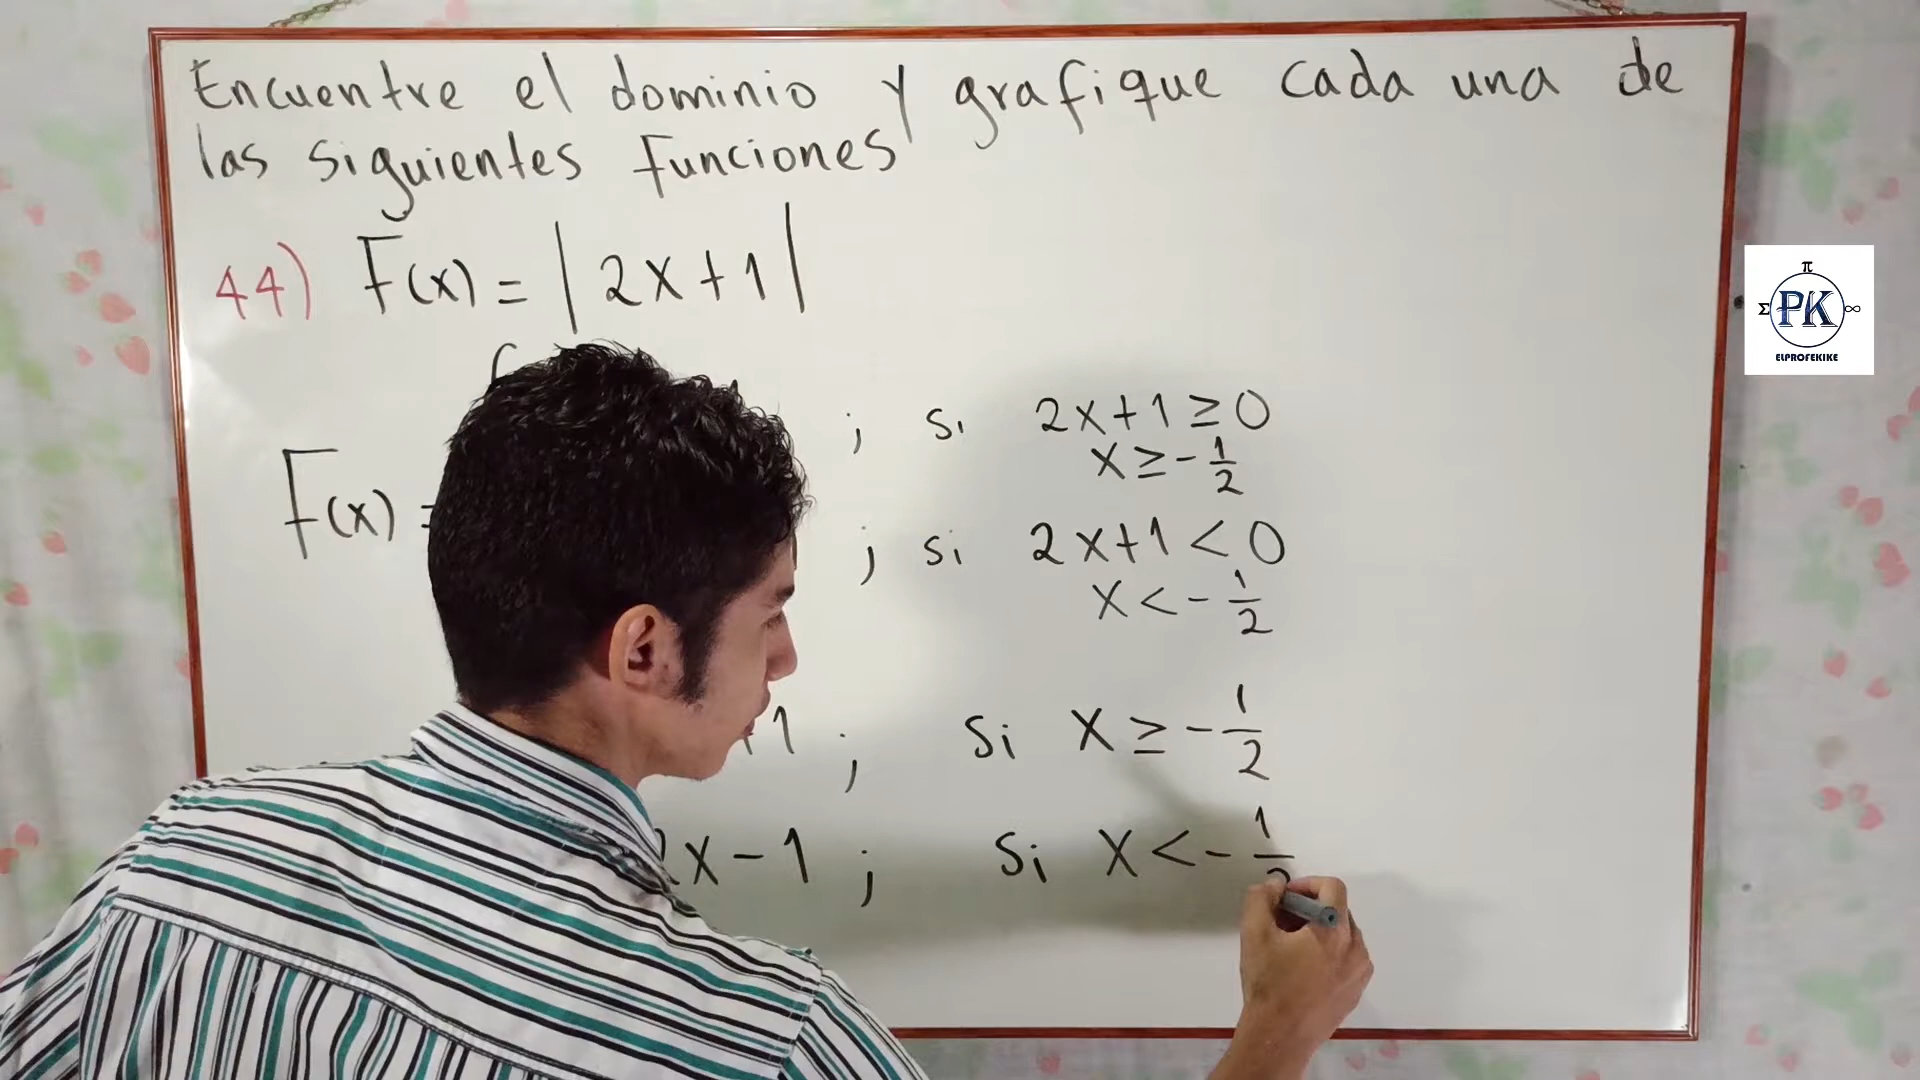 Encuentre el dominio y grafique cada una de
las siguientes funciones
44) F(x) = |2x+1|
; si 2x+1 ≥ 0
x ≥ -1/2
F(x) =
; si 2x+1 < 0
x < -1/2
+1 ; si x ≥ -1/2
2x-1 ; si x < -1/2
π
Σ PK ∞
ELPROFEKIKE